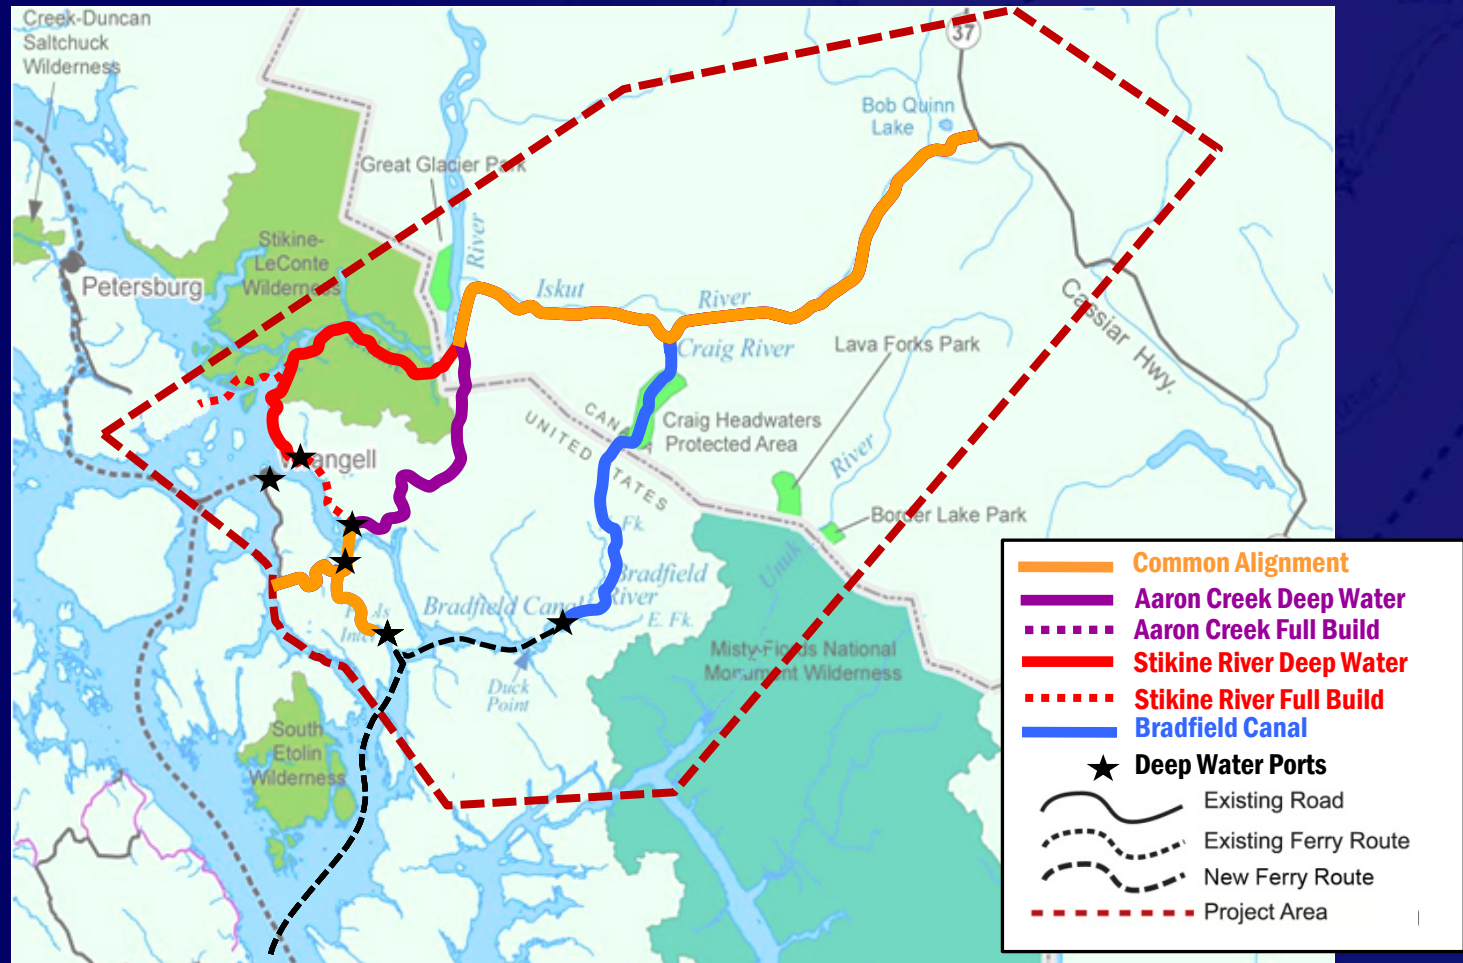 Creek-Duncan
Saltchuck
Wilderness
37
Bob Quinn
Lake
Great Glacier Park
River
Stikine-
LeConte
Wilderness
Petersburg
Iskut
River
Cassiar Hwy.
Craig River
Lava Forks Park
CANADA
UNITED STATES
Craig Headwaters
Protected Area
River
Wrangell
Border Lake Park
Fk.
Unuk
Bradfield
River
Bradfield Canal
E. Fk.
Misty Fiords National
Monument Wilderness
Duck
Point
South
Etolin
Wilderness
Common Alignment
Aaron Creek Deep Water
Aaron Creek Full Build
Stikine River Deep Water
Stikine River Full Build
Bradfield Canal
Deep Water Ports
Existing Road
Existing Ferry Route
New Ferry Route
Project Area